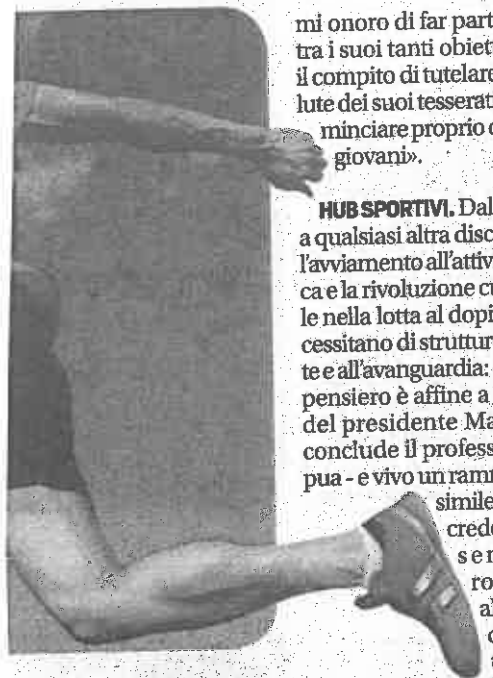 mi onoro di far part
tra i suoi tanti obiet
il compito di tutelare
lute dei suoi tesserat
minciare proprio
giovani».
HUB SPORTIVI. Dal
a qualsiasi altra disc
l'avviamento all'attiv
ca e la rivoluzione cu
le nella lotta al dopi
cessitano di struttur
te e all'avanguardia:
pensiero è affine a
del presidente Ma
conclude il profess
pua - e vivo un ramr
simile
crede
ser
ro
al